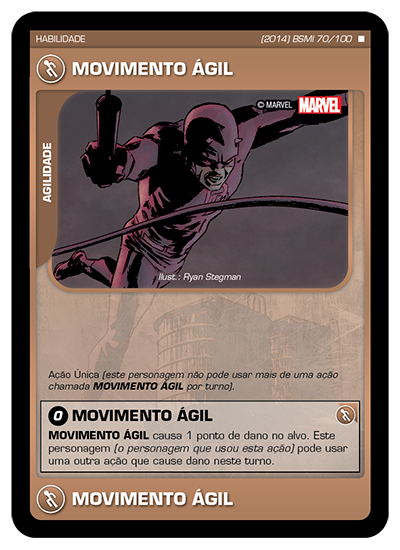 HABILIDADE
(2014) BSMI 70/100
MOVIMENTO ÁGIL
© MARVEL MARVEL
AGILIDADE
Ilust.: Ryan Stegman
Ação Única (este personagem não pode usar mais de uma ação
chamada MOVIMENTO ÁGIL por turno).
0 MOVIMENTO ÁGIL
MOVIMENTO ÁGIL causa 1 ponto de dano no alvo. Este
personagem (o personagem que usou esta ação) pode usar
uma outra ação que cause dano neste turno.
MOVIMENTO ÁGIL